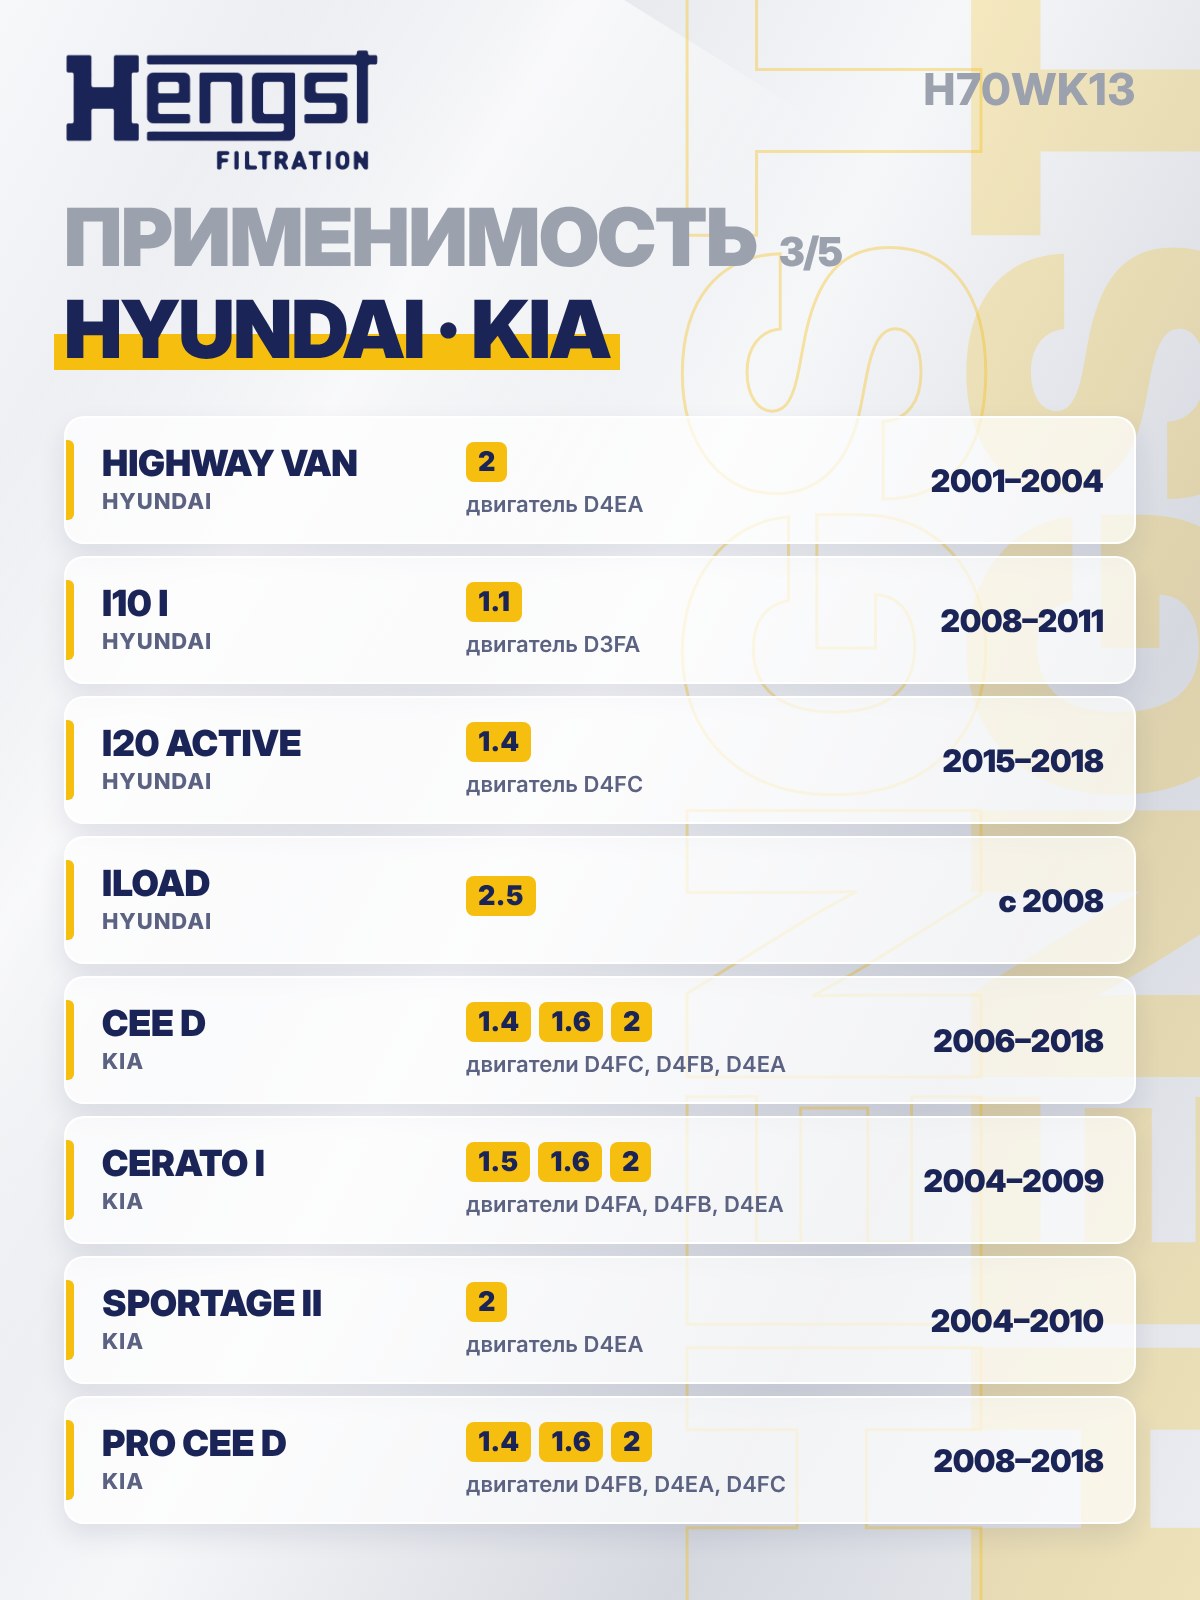 Hengst
FILTRATION
H70WK13
ПРИМЕНИМОСТЬ 3/5
HYUNDAI · KIA
HIGHWAY VAN
HYUNDAI
2
двигатель D4EA
2001–2004
I10 I
HYUNDAI
1.1
двигатель D3FA
2008–2011
I20 ACTIVE
HYUNDAI
1.4
двигатель D4FC
2015–2018
ILOAD
HYUNDAI
2.5
с 2008
CEE D
KIA
1.4 1.6 2
двигатели D4FC, D4FB, D4EA
2006–2018
CERATO I
KIA
1.5 1.6 2
двигатели D4FA, D4FB, D4EA
2004–2009
SPORTAGE II
KIA
2
двигатель D4EA
2004–2010
PRO CEE D
KIA
1.4 1.6 2
двигатели D4FB, D4EA, D4FC
2008–2018
HENGST
HENGST